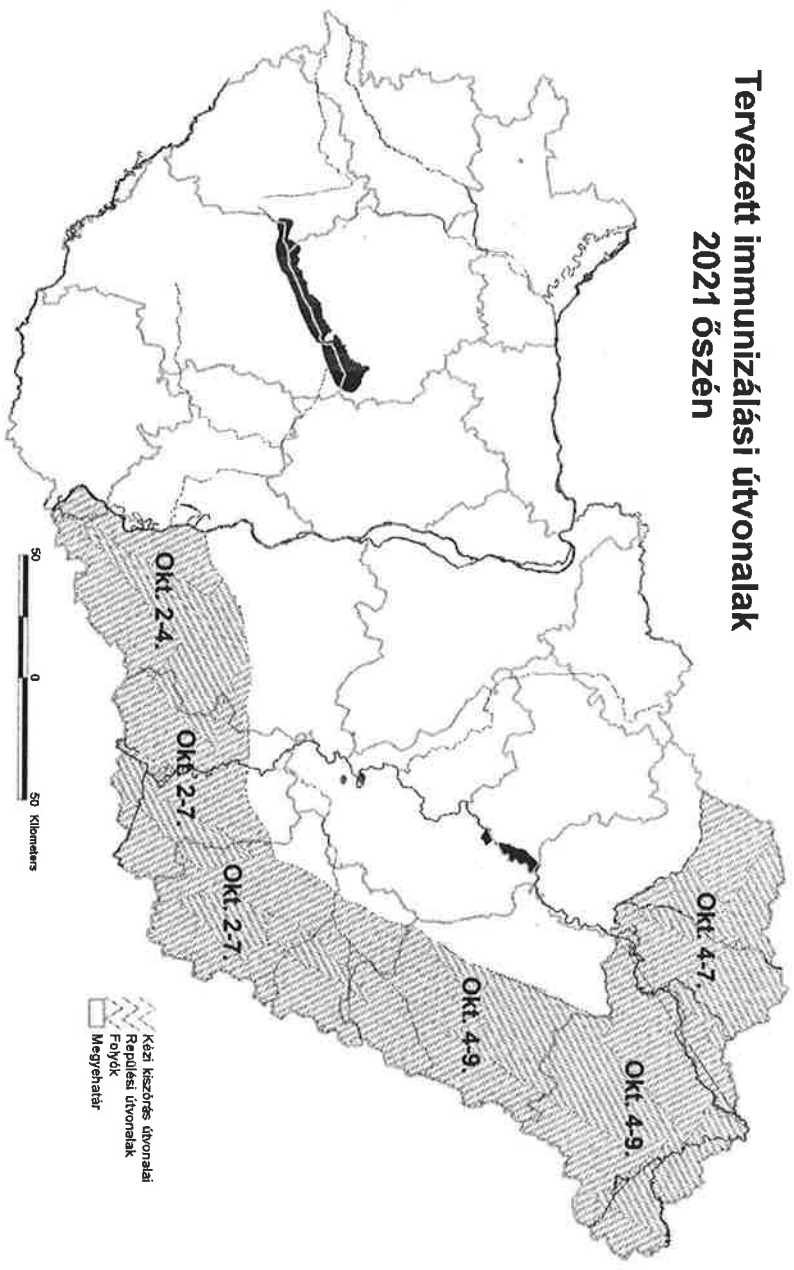 Tervezett immunizálási útvonalak
2021 őszén
Okt. 4-7.
Okt. 4-9.
Okt. 4-9.
Okt. 2-7.
Okt. 2-7.
Okt. 2-4.
50 0 50 Kilometers
Kézi kiszórás útvonalai
Repülési útvonalak
Folyók
Megyehatár